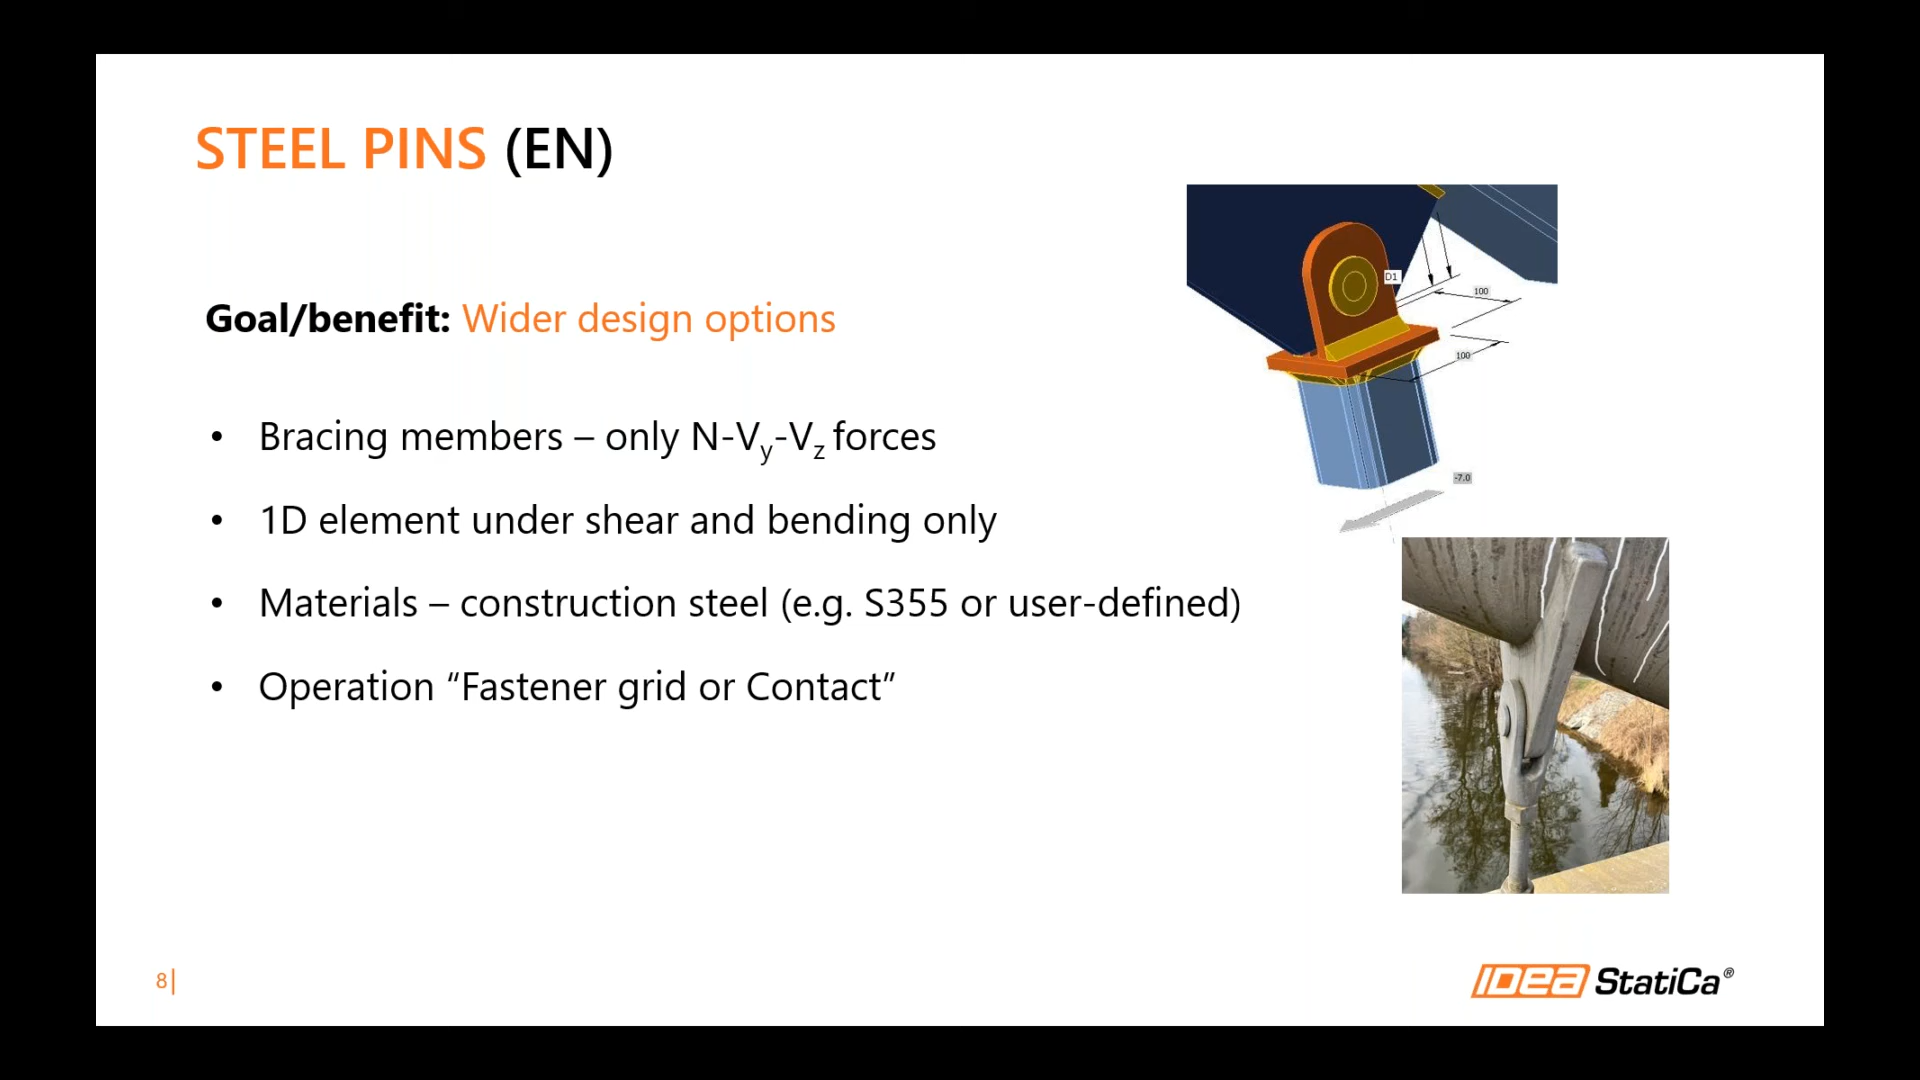 STEEL PINS (EN)
Goal/benefit: Wider design options
• Bracing members – only N-Vy-Vz forces
• 1D element under shear and bending only
• Materials – construction steel (e.g. S355 or user-defined)
• Operation “Fastener grid or Contact”
D1
100
100
-7.0
8|
IDEA StatiCa®